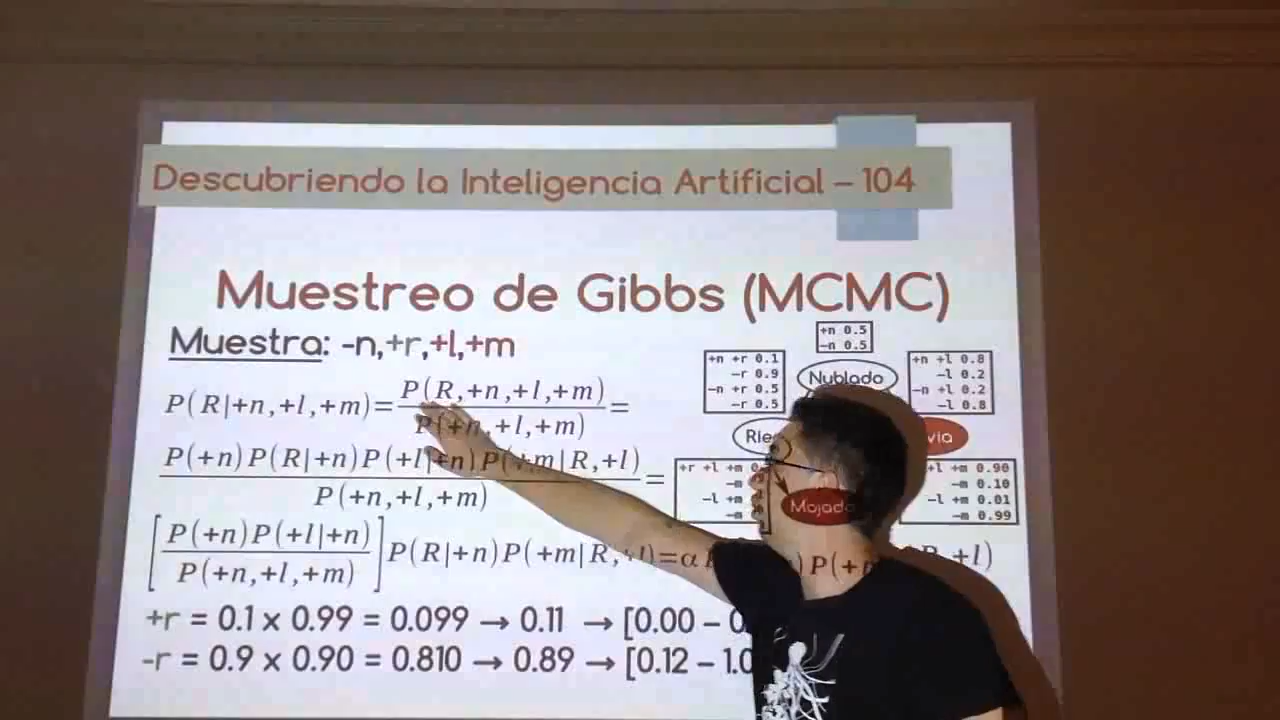 Descubriendo la Inteligencia Artificial – 104
Muestreo de Gibbs (MCMC)
Muestra: -n,+r,+l,+m
P(R|+n,+l,+m)=
P(R,+n,+l,+m)
P(+n,+l,+m)
=
P(+n)P(R|+n)P(+l|+n)P(+m|R,+l)
P(+n,+l,+m)
=
[P(+n)P(+l|+n)
P(+n,+l,+m)]
P(R|+n)P(+m|R,+l)=α
P(+
+l)
+r = 0.1 x 0.99 = 0.099 → 0.11 → [0.00 –
-r = 0.9 x 0.90 = 0.810 → 0.89 → [0.12 –
+n 0.5
-n 0.5
+n +r 0.1
-r 0.9
-n +r 0.5
-r 0.5
Nublado
+n +l 0.8
-l 0.2
-n +l 0.2
-l 0.8
+r +l +m
-m
-l +m
-m
Mojado
+l +m 0.90
-m 0.10
-l +m 0.01
-m 0.99